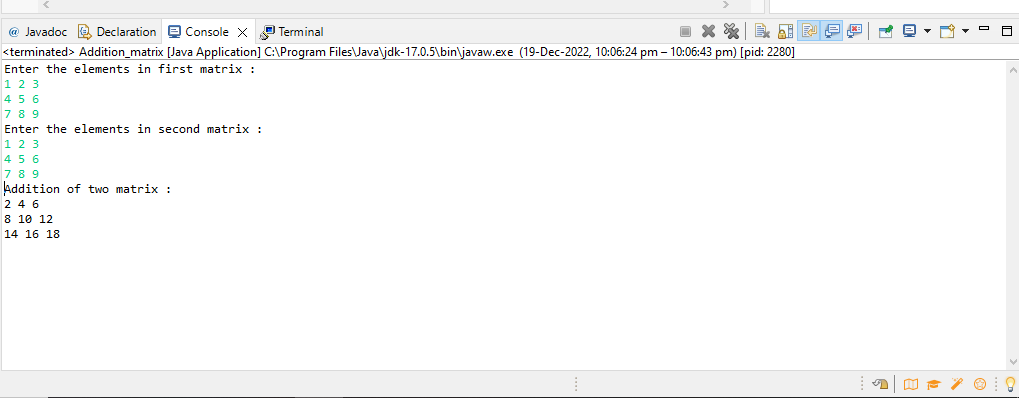 @ Javadoc Declaration Console Terminal
<terminated> Addition_matrix [Java Application] C:\Program Files\Java\jdk-17.0.5\bin\javaw.exe (19-Dec-2022, 10:06:24 pm – 10:06:43 pm) [pid: 2280]
Enter the elements in first matrix :
1 2 3
4 5 6
7 8 9
Enter the elements in second matrix :
1 2 3
4 5 6
7 8 9
Addition of two matrix :
2 4 6
8 10 12
14 16 18